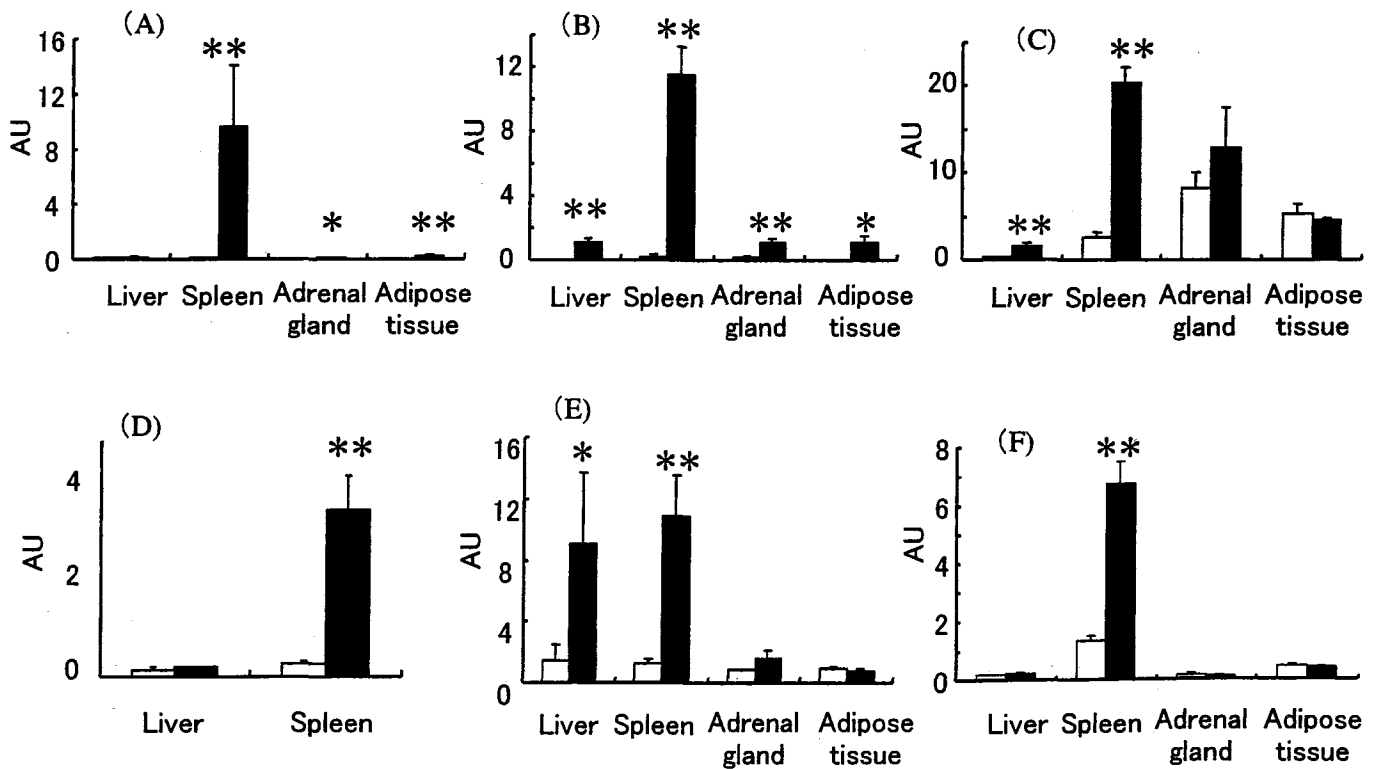 (A)
16
12
8
4
0
AU
**
*
**
Liver Spleen Adrenal gland Adipose tissue
(B)
12
8
4
0
AU
**
**
**
*
Liver Spleen Adrenal gland Adipose tissue
(C)
20
10
0
AU
**
**
Liver Spleen Adrenal gland Adipose tissue
(D)
4
2
0
AU
**
Liver Spleen
(E)
16
12
8
4
0
AU
*
**
Liver Spleen Adrenal gland Adipose tissue
(F)
8
6
4
2
0
AU
**
Liver Spleen Adrenal gland Adipose tissue